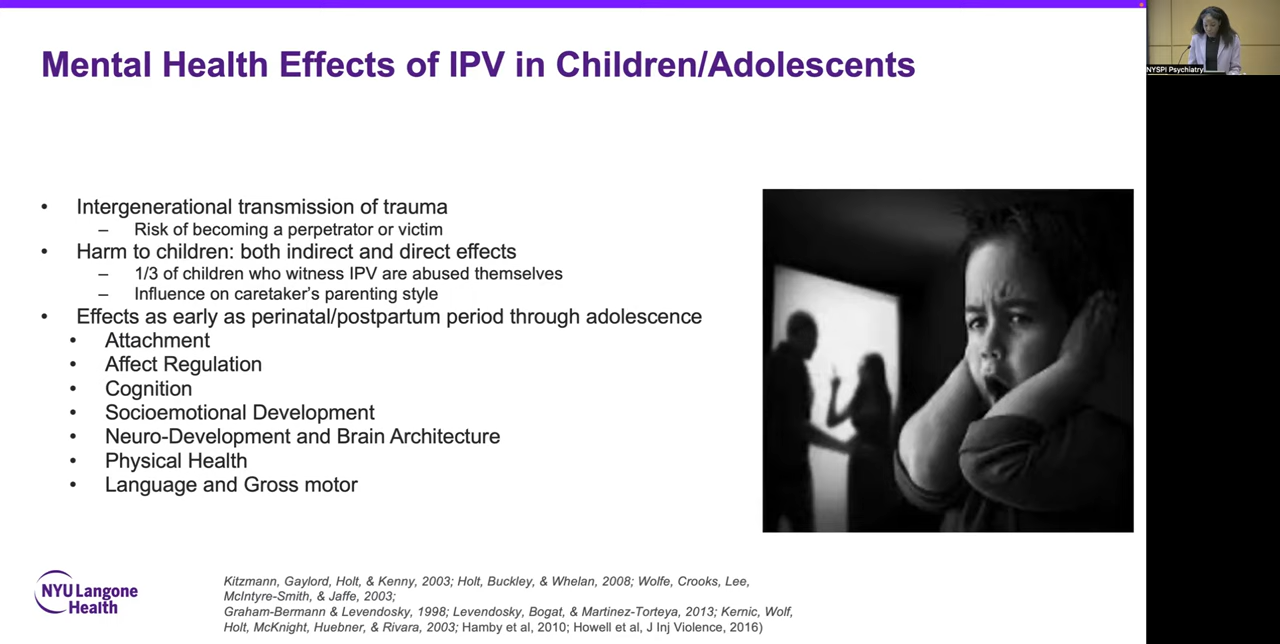 Mental Health Effects of IPV in Children/Adolescents
NYSPI Psychiatry
• Intergenerational transmission of trauma
– Risk of becoming a perpetrator or victim
• Harm to children: both indirect and direct effects
– 1/3 of children who witness IPV are abused themselves
– Influence on caretaker's parenting style
• Effects as early as perinatal/postpartum period through adolescence
• Attachment
• Affect Regulation
• Cognition
• Socioemotional Development
• Neuro-Development and Brain Architecture
• Physical Health
• Language and Gross motor
NYU Langone
Health
Kitzmann, Gaylord, Holt, & Kenny, 2003; Holt, Buckley, & Whelan, 2008; Wolfe, Crooks, Lee,
McIntyre-Smith, & Jaffe, 2003;
Graham-Bermann & Levendosky, 1998; Levendosky, Bogat, & Martinez-Torteya, 2013; Kernic, Wolf,
Holt, McKnight, Huebner, & Rivara, 2003; Hamby et al, 2010; Howell et al, J Inj Violence, 2016)